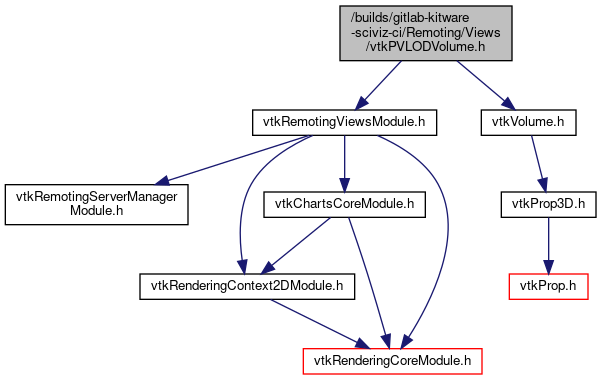 /builds/gitlab-kitware
-sciviz-ci/Remoting/Views
/vtkPVLODVolume.h
vtkRemotingViewsModule.h
vtkVolume.h
vtkRemotingServerManager
Module.h
vtkChartsCoreModule.h
vtkProp3D.h
vtkRenderingContext2DModule.h
vtkProp.h
vtkRenderingCoreModule.h